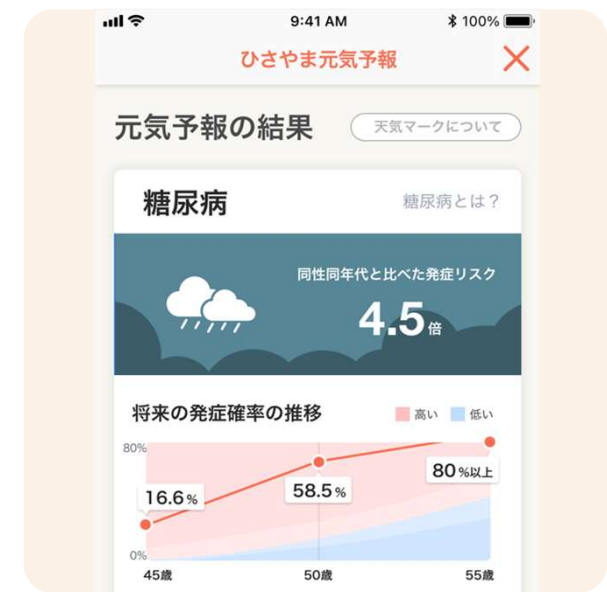 9:41 AM
100%
ひさやま元気予報
元気予報の結果
天気マークについて
糖尿病
糖尿病とは？
同性同年代と比べた発症リスク
4.5倍
将来の発症確率の推移
高い 低い
80%
80%以上
58.5%
16.6%
0%
45歳 50歳 55歳